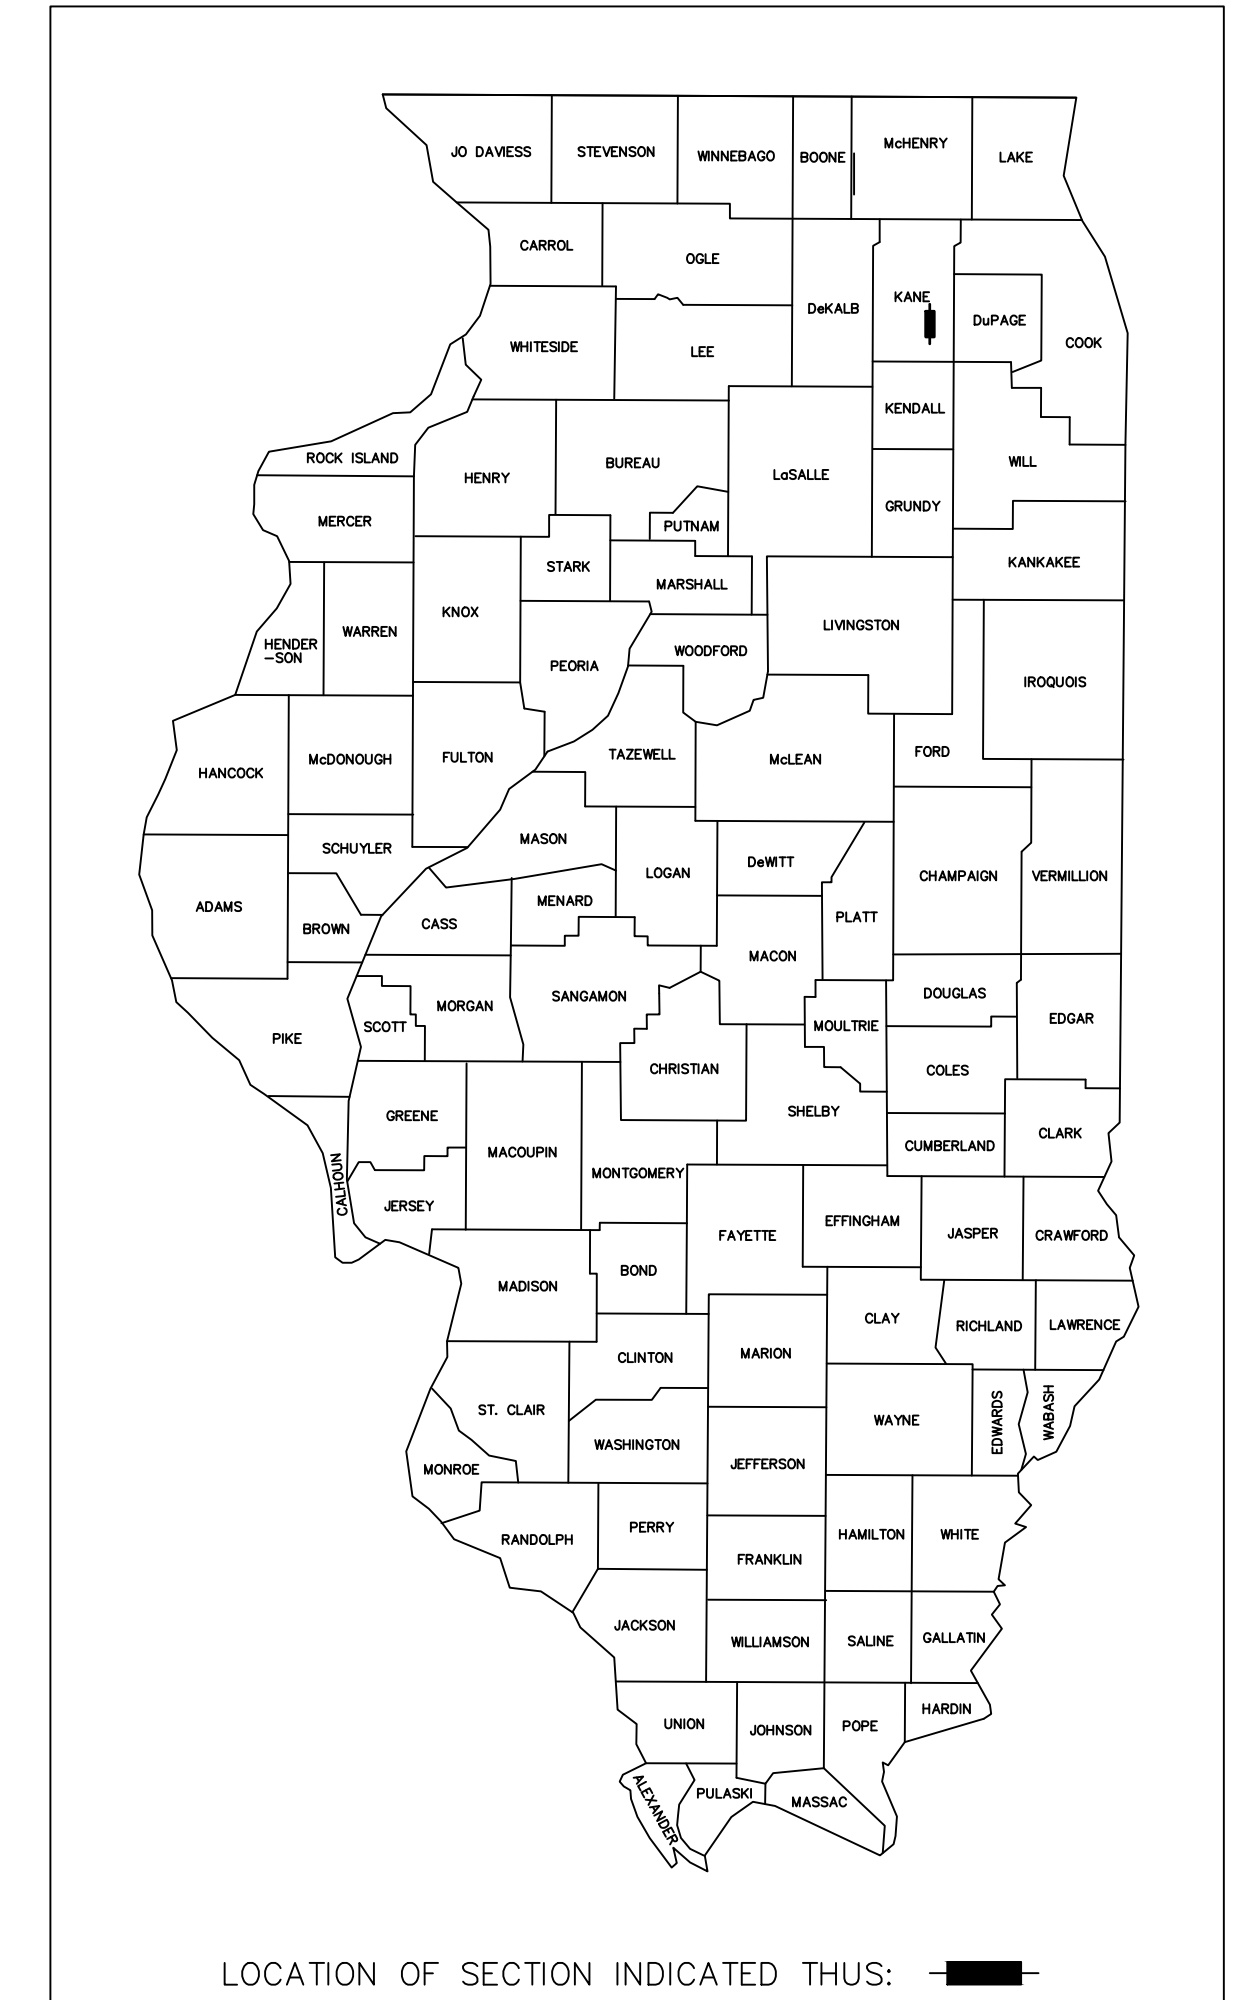 JO DAVIESS
STEVENSON
WINNEBAGO
BOONE
McHENRY
LAKE
CARROL
OGLE
DeKALB
KANE
DuPAGE
COOK
WHITESIDE
LEE
KENDALL
ROCK ISLAND
HENRY
BUREAU
LaSALLE
WILL
GRUNDY
MERCER
PUTNAM
KANKAKEE
STARK
MARSHALL
KNOX
HENDER
-SON
WARREN
PEORIA
WOODFORD
LIVINGSTON
IROQUOIS
HANCOCK
McDONOUGH
FULTON
TAZEWELL
McLEAN
FORD
SCHUYLER
MASON
LOGAN
DeWITT
CHAMPAIGN
VERMILLION
ADAMS
BROWN
CASS
MENARD
PLATT
MACON
PIKE
SCOTT
MORGAN
SANGAMON
MOULTRIE
DOUGLAS
EDGAR
CHRISTIAN
COLES
GREENE
SHELBY
CUMBERLAND
CLARK
CALHOUN
MACOUPIN
MONTGOMERY
JERSEY
FAYETTE
EFFINGHAM
JASPER
CRAWFORD
MADISON
BOND
CLAY
RICHLAND
LAWRENCE
CLINTON
MARION
ST. CLAIR
WAYNE
EDWARDS
WABASH
WASHINGTON
JEFFERSON
MONROE
RANDOLPH
PERRY
FRANKLIN
HAMILTON
WHITE
JACKSON
WILLIAMSON
SALINE
GALLATIN
UNION
JOHNSON
POPE
HARDIN
ALEXANDER
PULASKI
MASSAC
LOCATION OF SECTION INDICATED THUS: